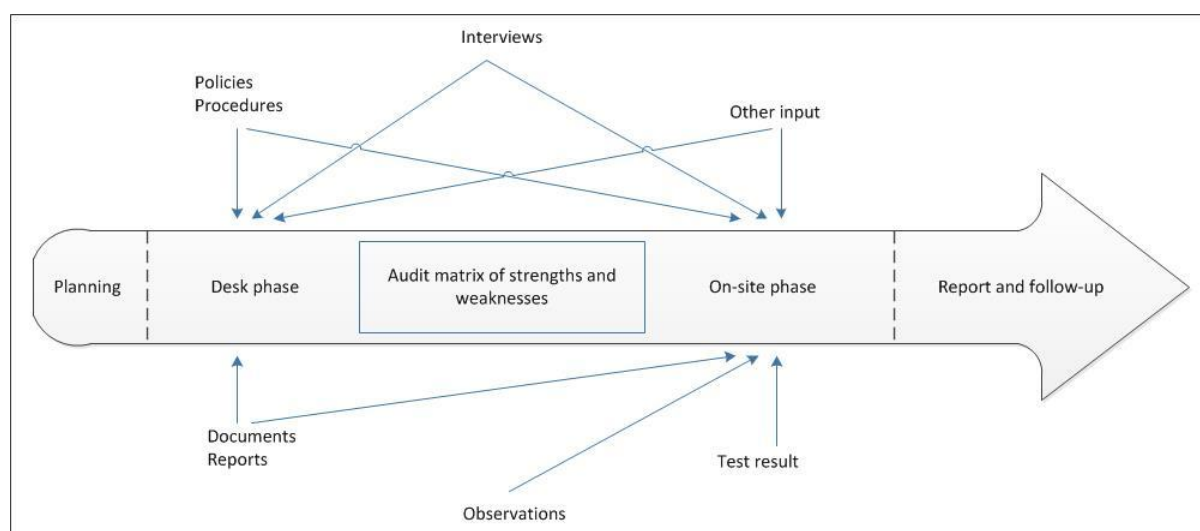 Interviews
Policies
Procedures
Other input
Planning
Desk phase
Audit matrix of strengths and
weaknesses
On-site phase
Report and follow-up
Documents
Reports
Test result
Observations